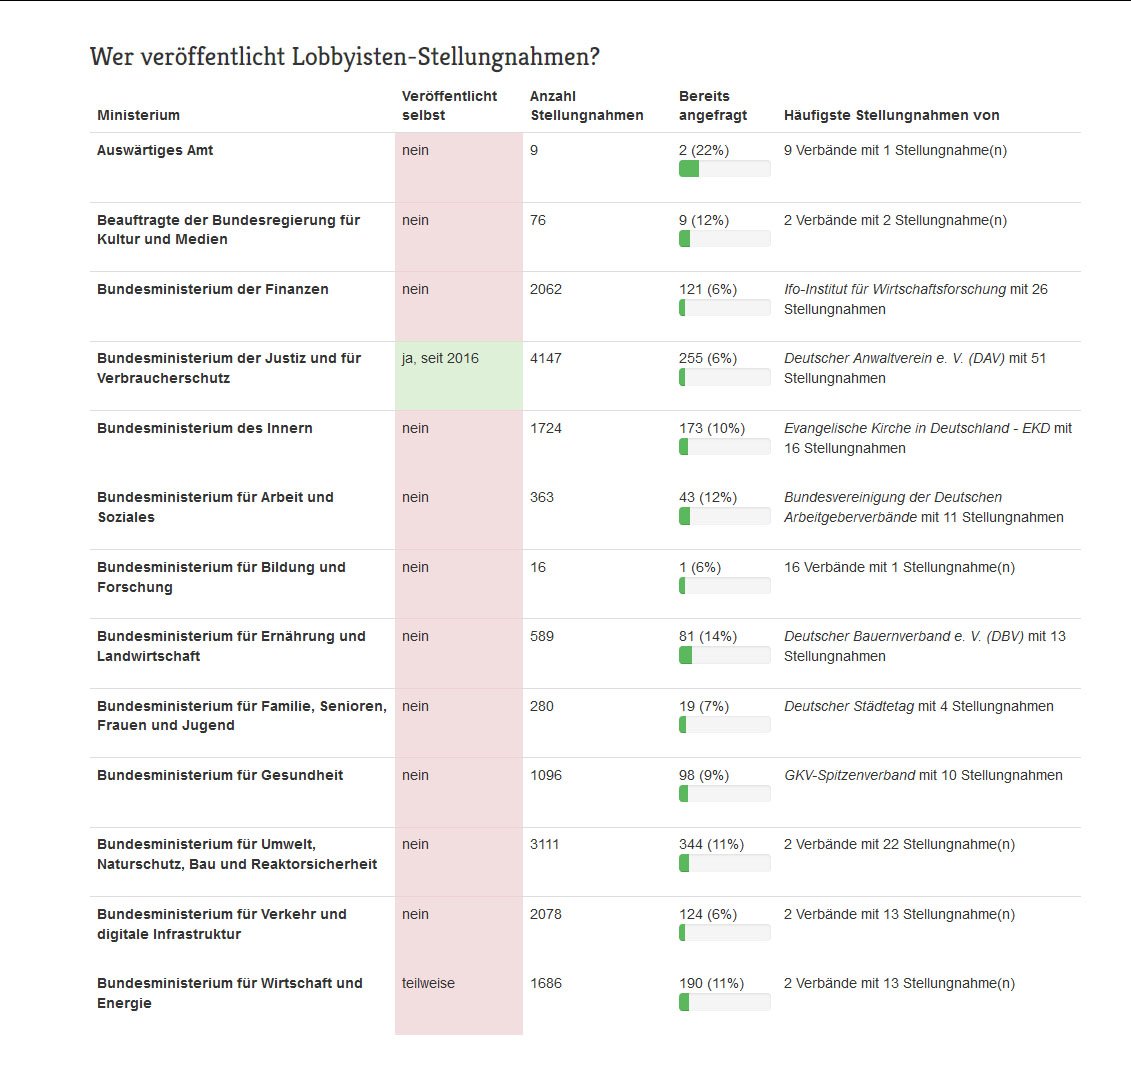 Wer veröffentlicht Lobbyisten-Stellungnahmen?
Ministerium
Veröffentlicht
selbst
Anzahl
Stellungnahmen
Bereits
angefragt
Häufigste Stellungnahmen von
Auswärtiges Amt
nein
9
2 (22%)
9 Verbände mit 1 Stellungnahme(n)
Beauftragte der Bundesregierung für
Kultur und Medien
nein
76
9 (12%)
2 Verbände mit 2 Stellungnahme(n)
Bundesministerium der Finanzen
nein
2062
121 (6%)
Ifo-Institut für Wirtschaftsforschung mit 26
Stellungnahmen
Bundesministerium der Justiz und für
Verbraucherschutz
ja, seit 2016
4147
255 (6%)
Deutscher Anwaltverein e. V. (DAV) mit 51
Stellungnahmen
Bundesministerium des Innern
nein
1724
173 (10%)
Evangelische Kirche in Deutschland - EKD mit
16 Stellungnahmen
Bundesministerium für Arbeit und
Soziales
nein
363
43 (12%)
Bundesvereinigung der Deutschen
Arbeitgeberverbände mit 11 Stellungnahmen
Bundesministerium für Bildung und
Forschung
nein
16
1 (6%)
16 Verbände mit 1 Stellungnahme(n)
Bundesministerium für Ernährung und
Landwirtschaft
nein
589
81 (14%)
Deutscher Bauernverband e. V. (DBV) mit 13
Stellungnahmen
Bundesministerium für Familie, Senioren,
Frauen und Jugend
nein
280
19 (7%)
Deutscher Städtetag mit 4 Stellungnahmen
Bundesministerium für Gesundheit
nein
1096
98 (9%)
GKV-Spitzenverband mit 10 Stellungnahmen
Bundesministerium für Umwelt,
Naturschutz, Bau und Reaktorsicherheit
nein
3111
344 (11%)
2 Verbände mit 22 Stellungnahme(n)
Bundesministerium für Verkehr und
digitale Infrastruktur
nein
2078
124 (6%)
2 Verbände mit 13 Stellungnahme(n)
Bundesministerium für Wirtschaft und
Energie
teilweise
1686
190 (11%)
2 Verbände mit 13 Stellungnahme(n)